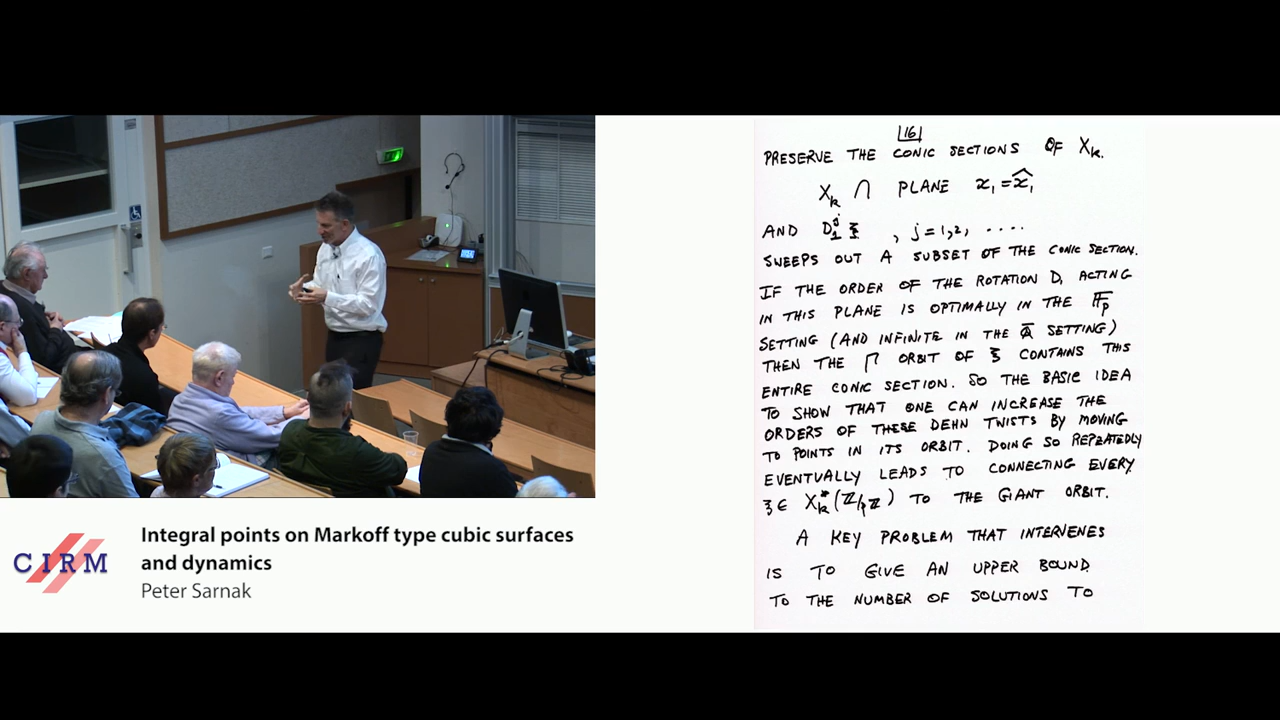 16
PRESERVE THE CONIC SECTIONS OF Xk.
Xk ∩ PLANE x₁ = x̂₁
AND D₁ʲ ξ , j = 1,2, ....
SWEEPS OUT A SUBSET OF THE CONIC SECTION.
IF THE ORDER OF THE ROTATION D₁ ACTING
IN THIS PLANE IS OPTIMALLY IN THE F̅p
SETTING (AND INFINITE IN THE Q̅ SETTING)
THEN THE Γ ORBIT OF ξ CONTAINS THIS
ENTIRE CONIC SECTION. SO THE BASIC IDEA
TO SHOW THAT ONE CAN INCREASE THE
ORDERS OF THESE DEHN TWISTS BY MOVING
TO POINTS IN ITS ORBIT. DOING SO REPEATEDLY
EVENTUALLY LEADS TO CONNECTING EVERY
ξ ∈ Xk*(Z/pZ) TO THE GIANT ORBIT.
A KEY PROBLEM THAT INTERVENES
IS TO GIVE AN UPPER BOUND
TO THE NUMBER OF SOLUTIONS TO
CIRM
Integral points on Markoff type cubic surfaces
and dynamics
Peter Sarnak